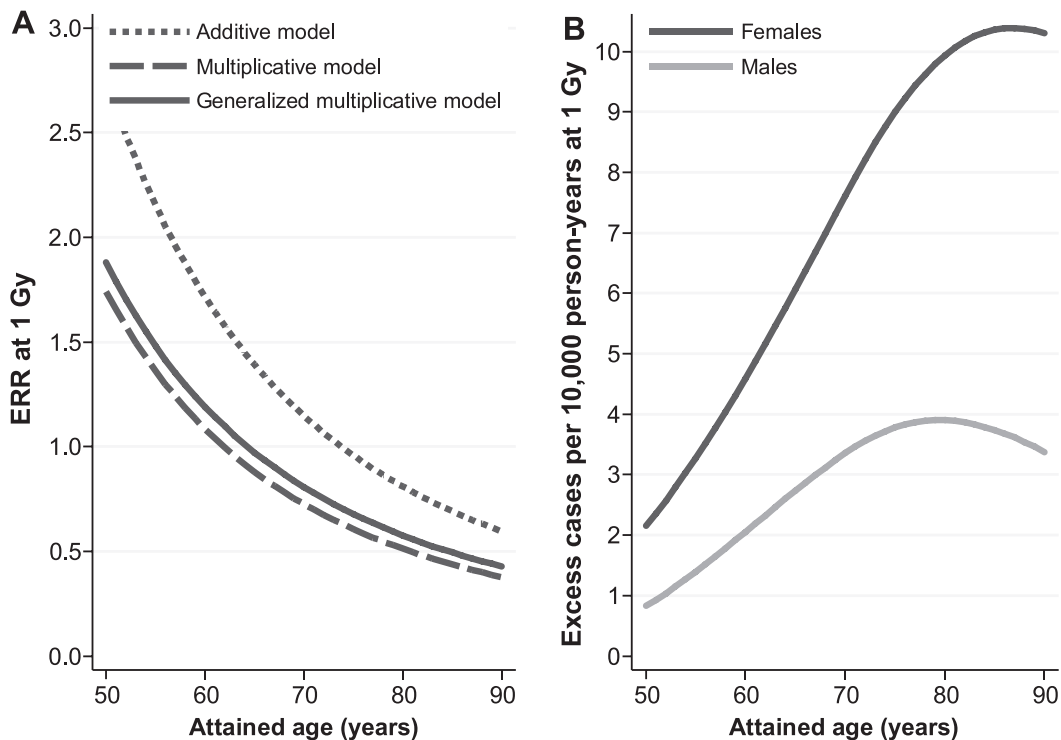 A
Additive model
Multiplicative model
Generalized multiplicative model
3.0
2.5
2.0
1.5
1.0
0.5
0.0
ERR at 1 Gy
50 60 70 80 90
Attained age (years)
B
Females
Males
10
9
8
7
6
5
4
3
2
1
0
Excess cases per 10,000 person-years at 1 Gy
50 60 70 80 90
Attained age (years)